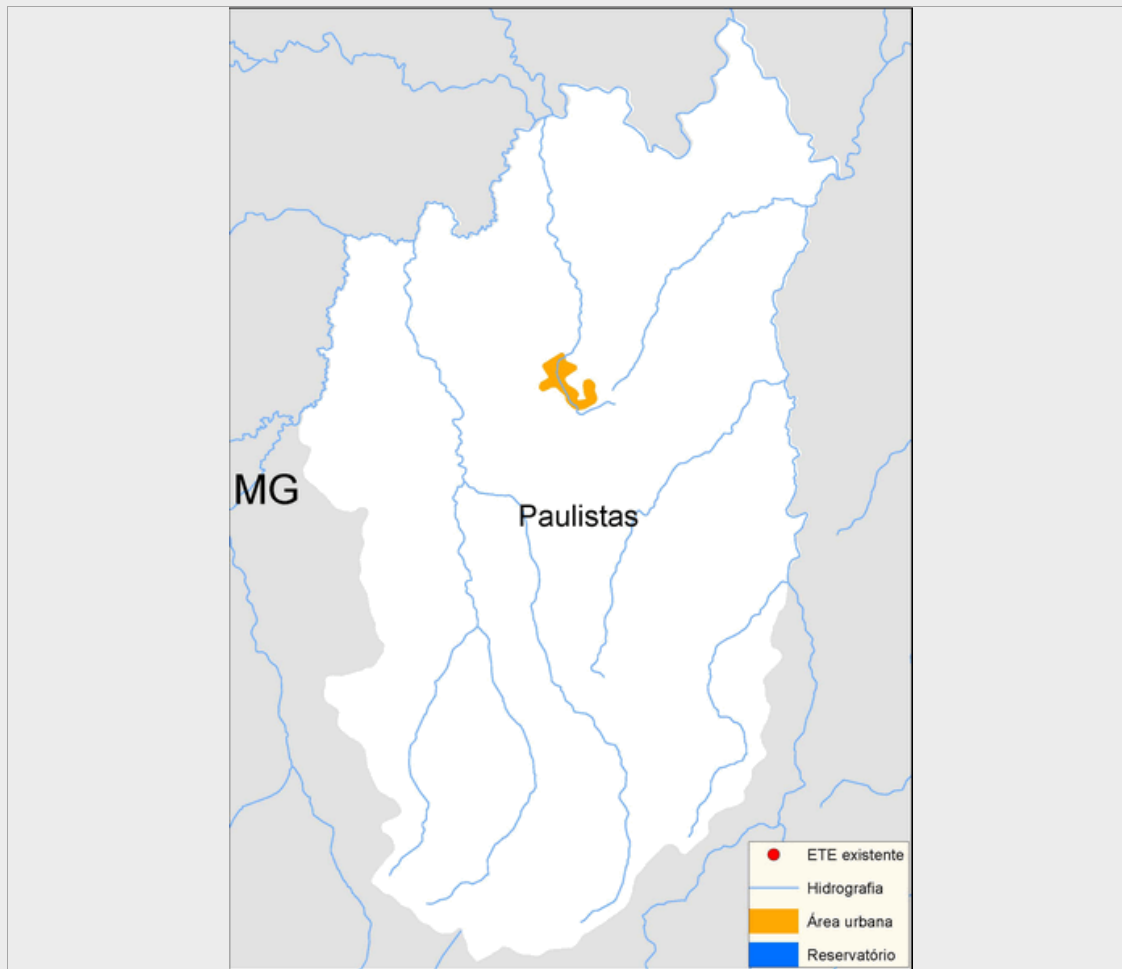 MG
Paulistas
ETE existente
Hidrografia
Área urbana
Reservatório